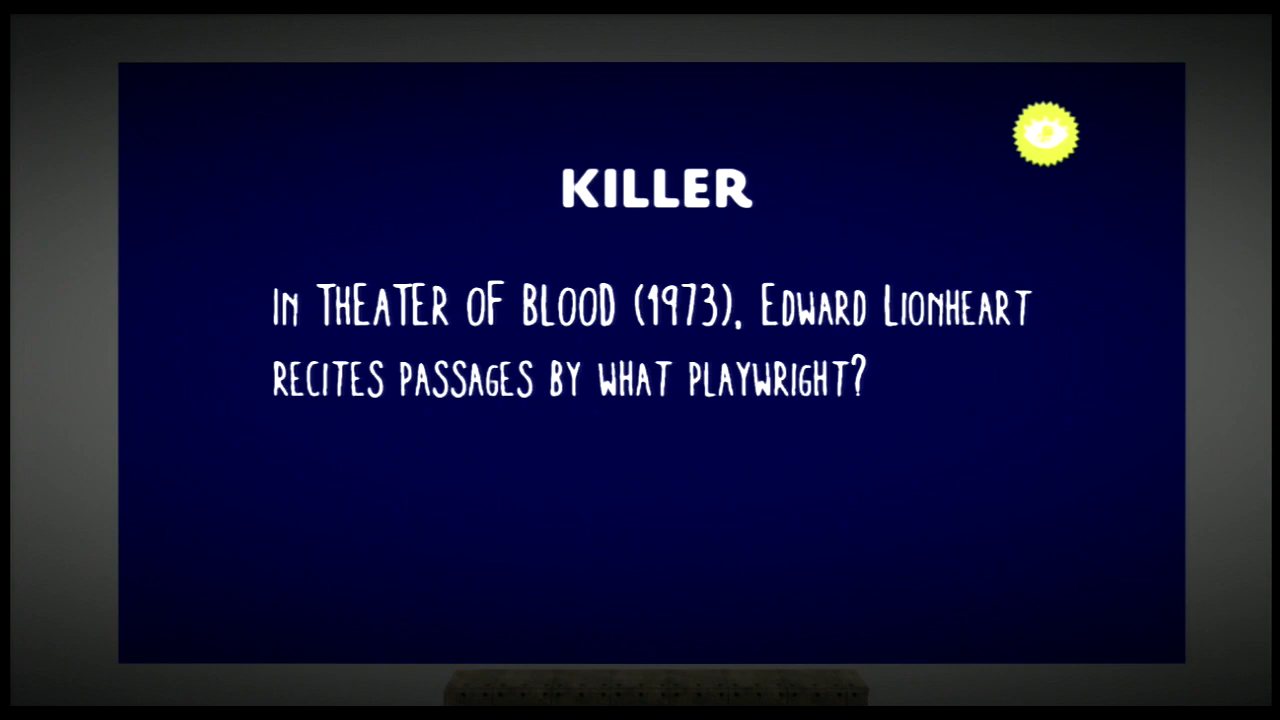 KILLER
In THEATER OF BLOOD (1973), Edward Lionheart
recites passages by what playwright?